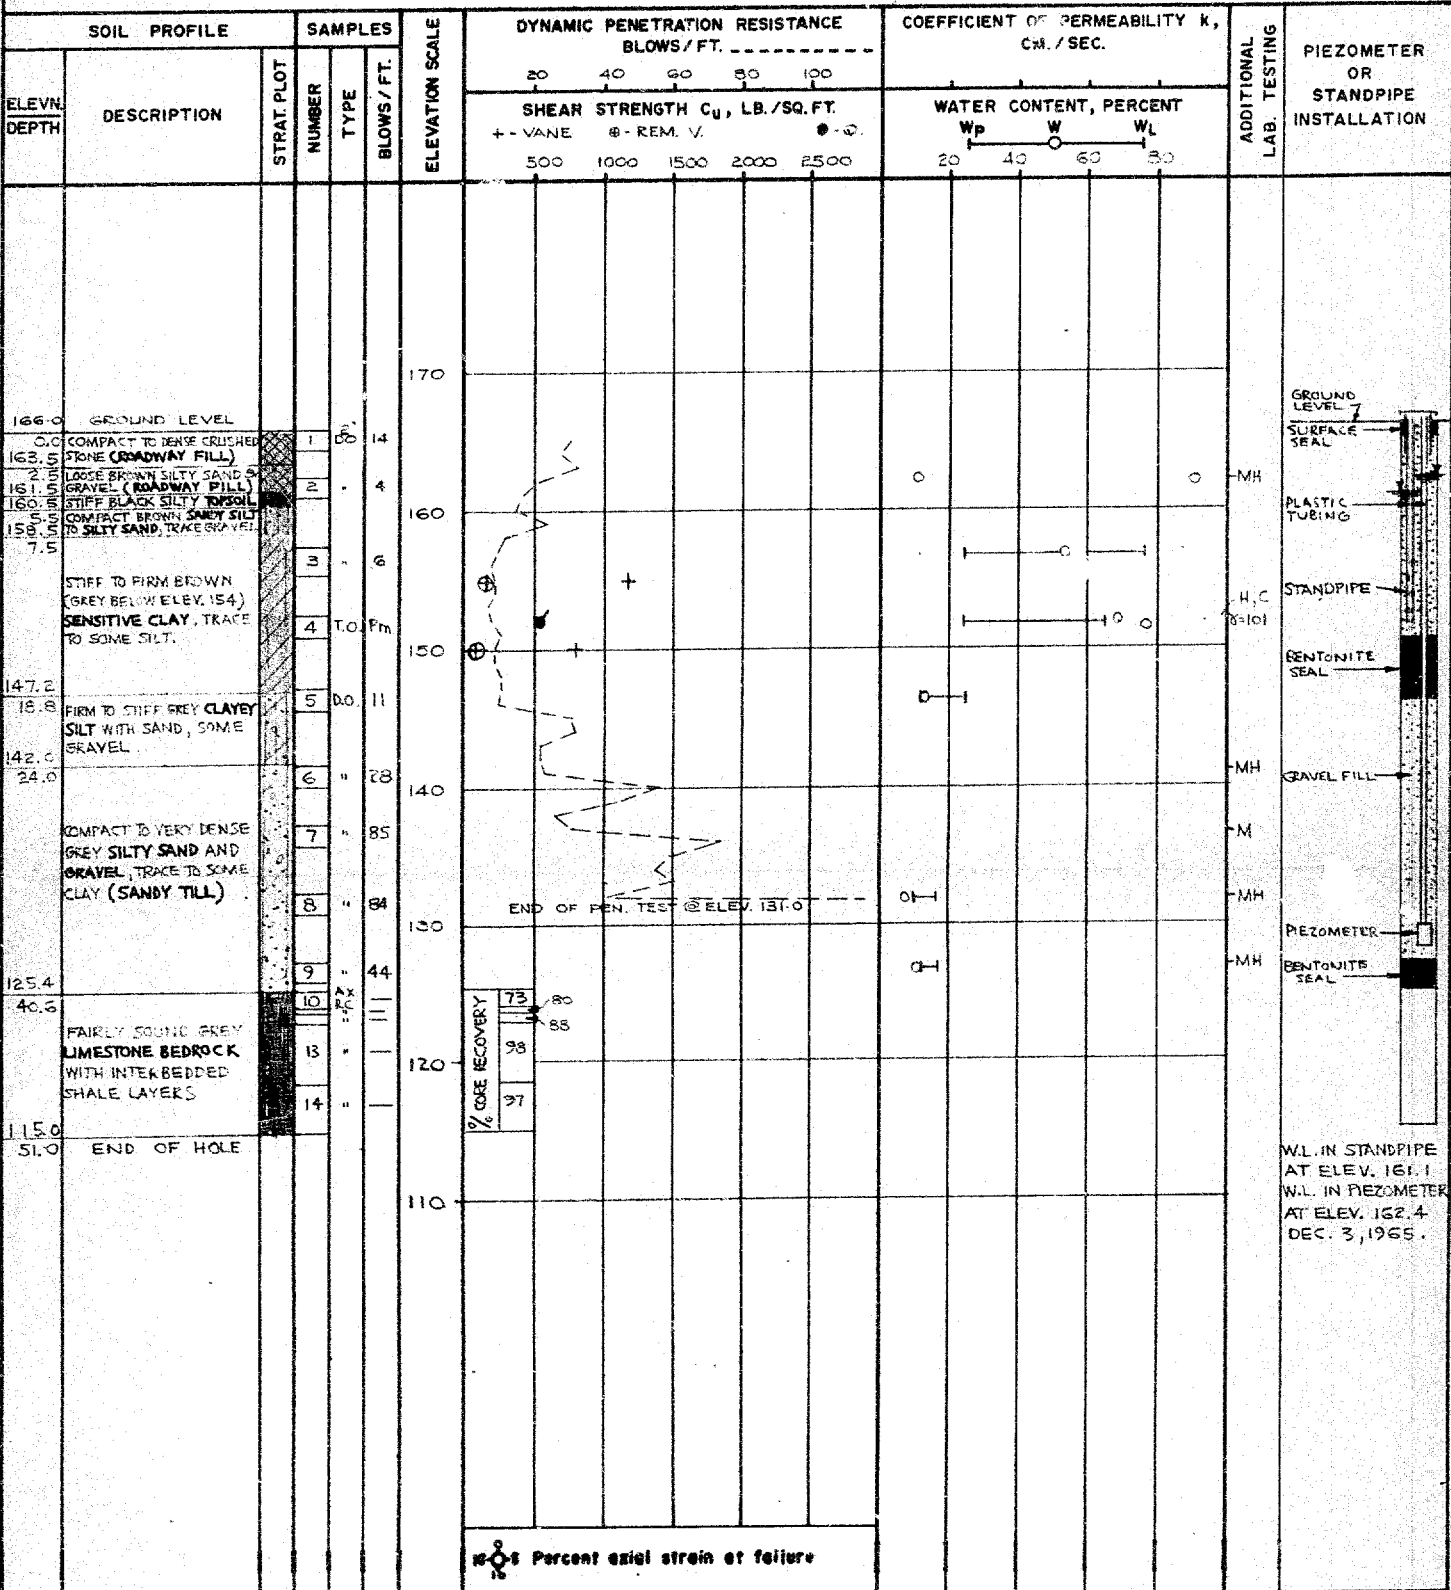 SOIL PROFILE
SAMPLES
ELEVATION SCALE
DYNAMIC PENETRATION RESISTANCE
BLOWS/FT. ------------
20 40 60 80 100
SHEAR STRENGTH Cu, LB./SQ.FT.
+ - VANE ⊕ - REM. V. ● - Q.
500 1000 1500 2000 2500
COEFFICIENT OF PERMEABILITY K,
CM./SEC.
WATER CONTENT, PERCENT
WP W WL
20 40 60 80
ADDITIONAL
LAB. TESTING
PIEZOMETER
OR
STANDPIPE
INSTALLATION
ELEVN.
DEPTH
DESCRIPTION
STRAT. PLOT
NUMBER
TYPE
BLOWS/FT.
170
160
150
140
130
120
110
166.0 GROUND LEVEL
0.0 COMPACT TO DENSE CRUSHED
163.5 STONE (ROADWAY FILL)
2.5 LOOSE BROWN SILTY SAND &
161.5 GRAVEL (ROADWAY FILL)
160.5 STIFF BLACK SILTY TOPSOIL
5.5 COMPACT BROWN SANDY SILT
158.5 TO SILTY SAND, TRACE GRAVEL
7.5
STIFF TO FIRM BROWN
(GREY BELOW ELEV. 154)
SENSITIVE CLAY, TRACE
TO SOME SILT.
147.2
18.8 FIRM TO STIFF GREY CLAYEY
SILT WITH SAND, SOME
GRAVEL
142.0
24.0
COMPACT TO VERY DENSE
GREY SILTY SAND AND
GRAVEL, TRACE TO SOME
CLAY (SANDY TILL)
125.4
40.6
FAIRLY SOUND GREY
LIMESTONE BEDROCK
WITH INTERBEDDED
SHALE LAYERS
115.0
51.0 END OF HOLE
1 D.O. 14
2 " 4
3 " 6
4 T.O. Pm
5 D.O. 11
6 " 28
7 " 85
8 " 84
9 " 44
10 —
13 " —
14 " —
END OF PEN. TEST @ ELEV. 131.0
% CORE RECOVERY
73 80
88
98
97
MH
H,C
γ=101
MH
M
MH
MH
GROUND
LEVEL
SURFACE
SEAL
PLASTIC
TUBING
STANDPIPE
BENTONITE
SEAL
GRAVEL FILL
PIEZOMETER
BENTONITE
SEAL
W.L. IN STANDPIPE
AT ELEV. 161.1
W.L. IN PIEZOMETER
AT ELEV. 162.4
DEC. 3, 1965.
Percent axial strain at failure